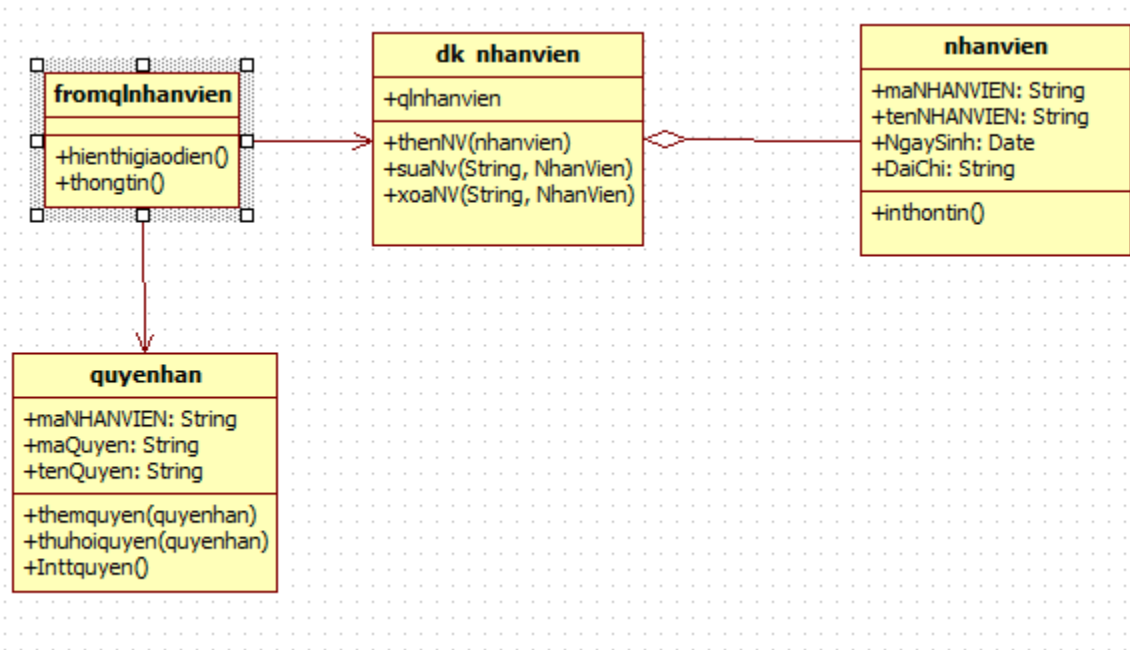 fromqlnhanvien
+hienthigiaodien()
+thongtin()
dk nhanvien
+qlnhanvien
+thenNV(nhanvien)
+suaNv(String, NhanVien)
+xoaNV(String, NhanVien)
nhanvien
+maNHANVIEN: String
+tenNHANVIEN: String
+NgaySinh: Date
+DaiChi: String
+inthontin()
quyenhan
+maNHANVIEN: String
+maQuyen: String
+tenQuyen: String
+themquyen(quyenhan)
+thuhoiquyen(quyenhan)
+Inttquyen()